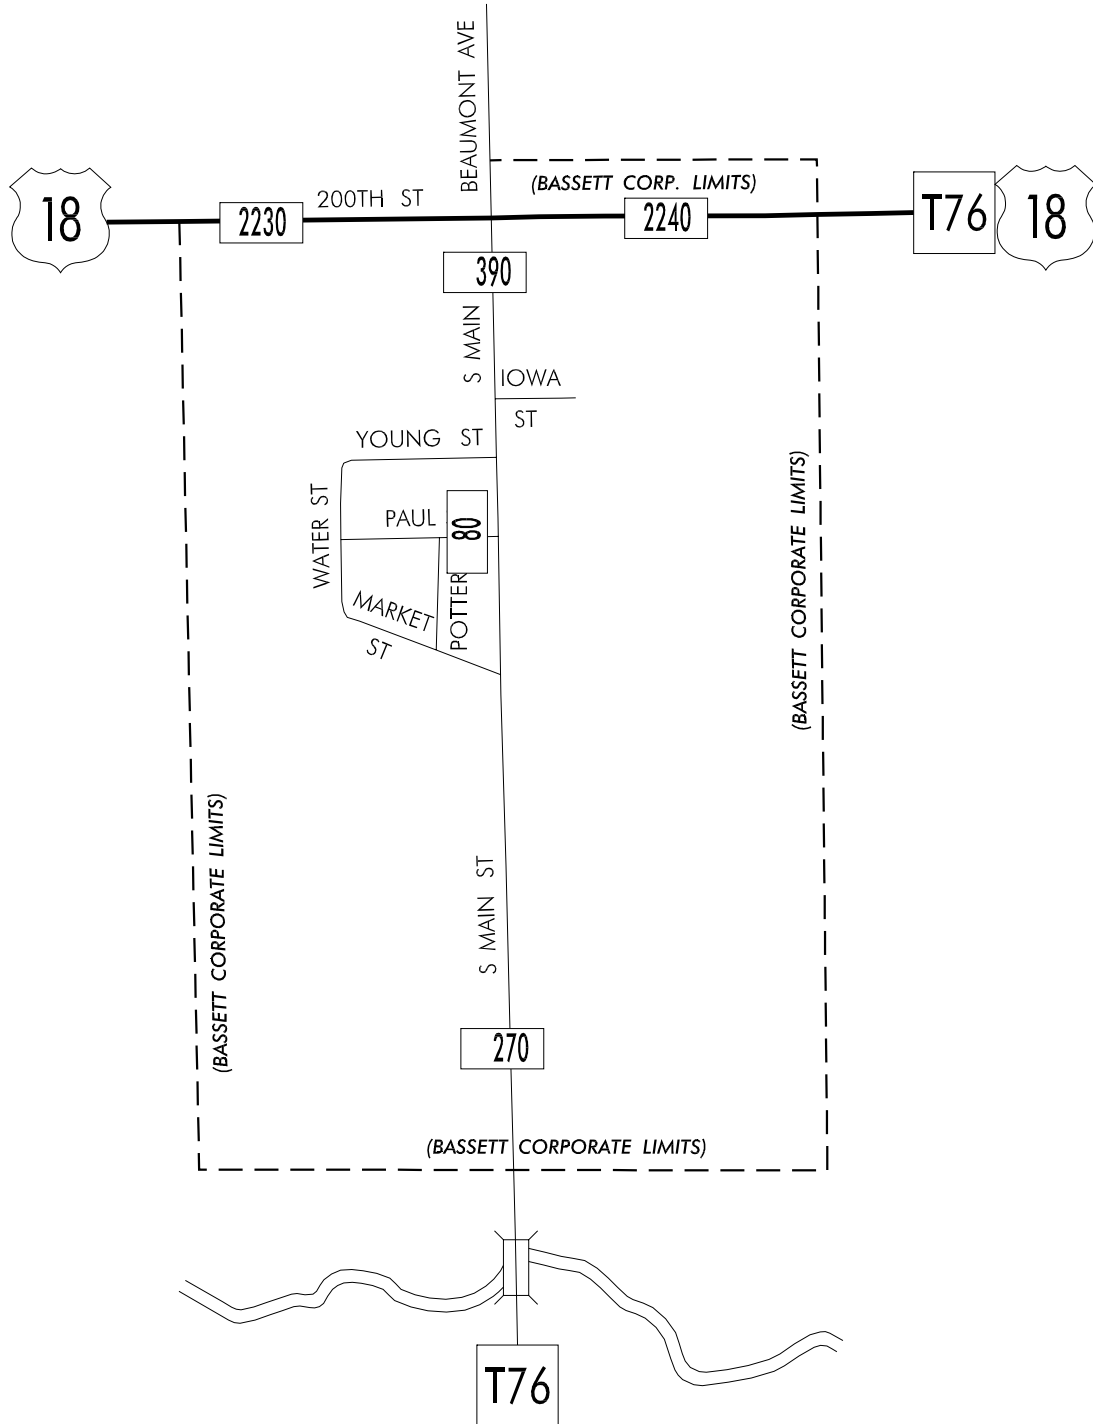 BEAUMONT AVE
(BASSETT CORP. LIMITS)
18
200TH ST
2230
2240
T76
18
390
S MAIN
IOWA
ST
YOUNG ST
WATER ST
PAUL
80
MARKET
ST
POTTER
(BASSETT CORPORATE LIMITS)
(BASSETT CORPORATE LIMITS)
S MAIN ST
270
(BASSETT CORPORATE LIMITS)
T76